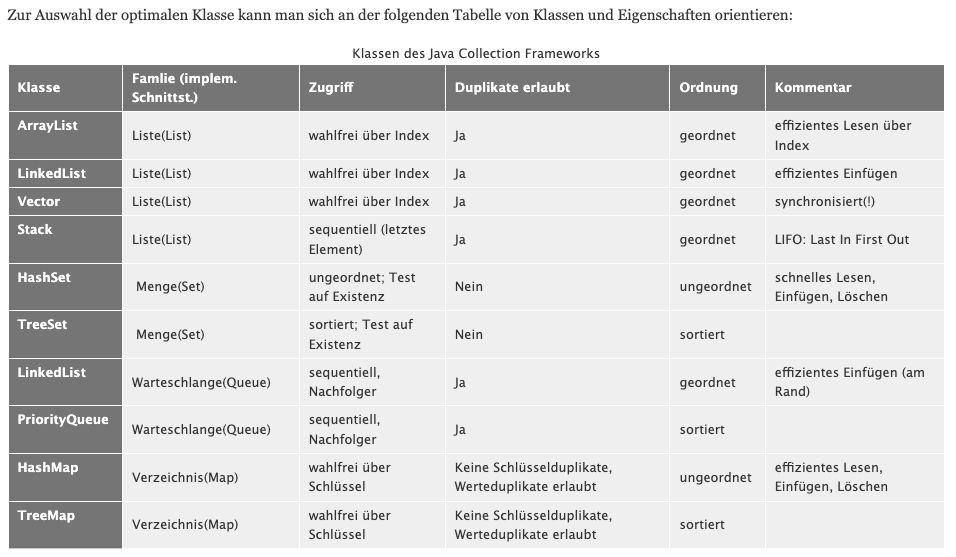 Zur Auswahl der optimalen Klasse kann man sich an der folgenden Tabelle von Klassen und Eigenschaften orientieren:
Klassen des Java Collection Frameworks
Klasse Famlie (implem. Schnittst.) Zugriff Duplikate erlaubt Ordnung Kommentar
ArrayList Liste(List) wahlfrei über Index Ja geordnet effizientes Lesen über Index
LinkedList Liste(List) wahlfrei über Index Ja geordnet effizientes Einfügen
Vector Liste(List) wahlfrei über Index Ja geordnet synchronisiert(!)
Stack Liste(List) sequentiell (letztes Element) Ja geordnet LIFO: Last In First Out
HashSet Menge(Set) ungeordnet; Test auf Existenz Nein ungeordnet schnelles Lesen, Einfügen, Löschen
TreeSet Menge(Set) sortiert; Test auf Existenz Nein sortiert
LinkedList Warteschlange(Queue) sequentiell, Nachfolger Ja geordnet effizientes Einfügen (am Rand)
PriorityQueue Warteschlange(Queue) sequentiell, Nachfolger Ja sortiert
HashMap Verzeichnis(Map) wahlfrei über Schlüssel Keine Schlüsselduplikate, Werteduplikate erlaubt ungeordnet effizientes Lesen, Einfügen, Löschen
TreeMap Verzeichnis(Map) wahlfrei über Schlüssel Keine Schlüsselduplikate, Werteduplikate erlaubt sortiert